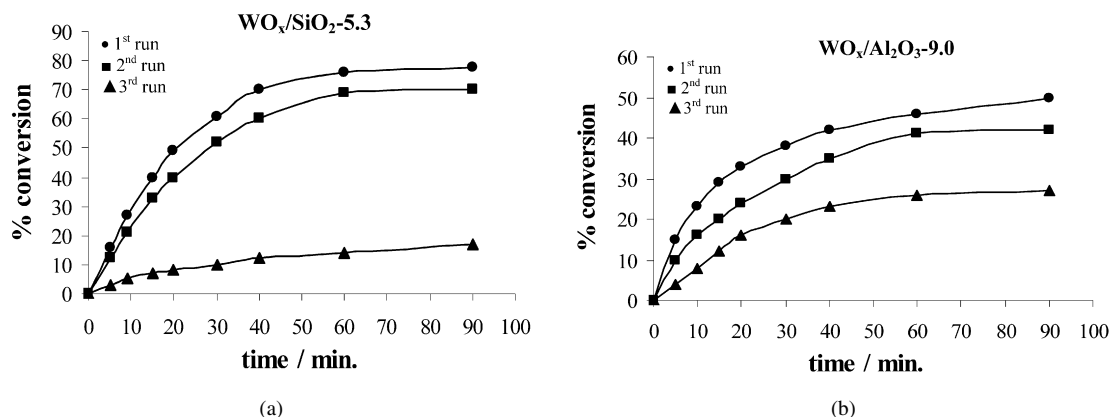 WOx/SiO2-5.3
1st run
2nd run
3rd run
% conversion
90
80
70
60
50
40
30
20
10
0
0 10 20 30 40 50 60 70 80 90 100
time / min.
(a)
WOx/Al2O3-9.0
1st run
2nd run
3rd run
% conversion
60
50
40
30
20
10
0
0 10 20 30 40 50 60 70 80 90 100
time / min.
(b)